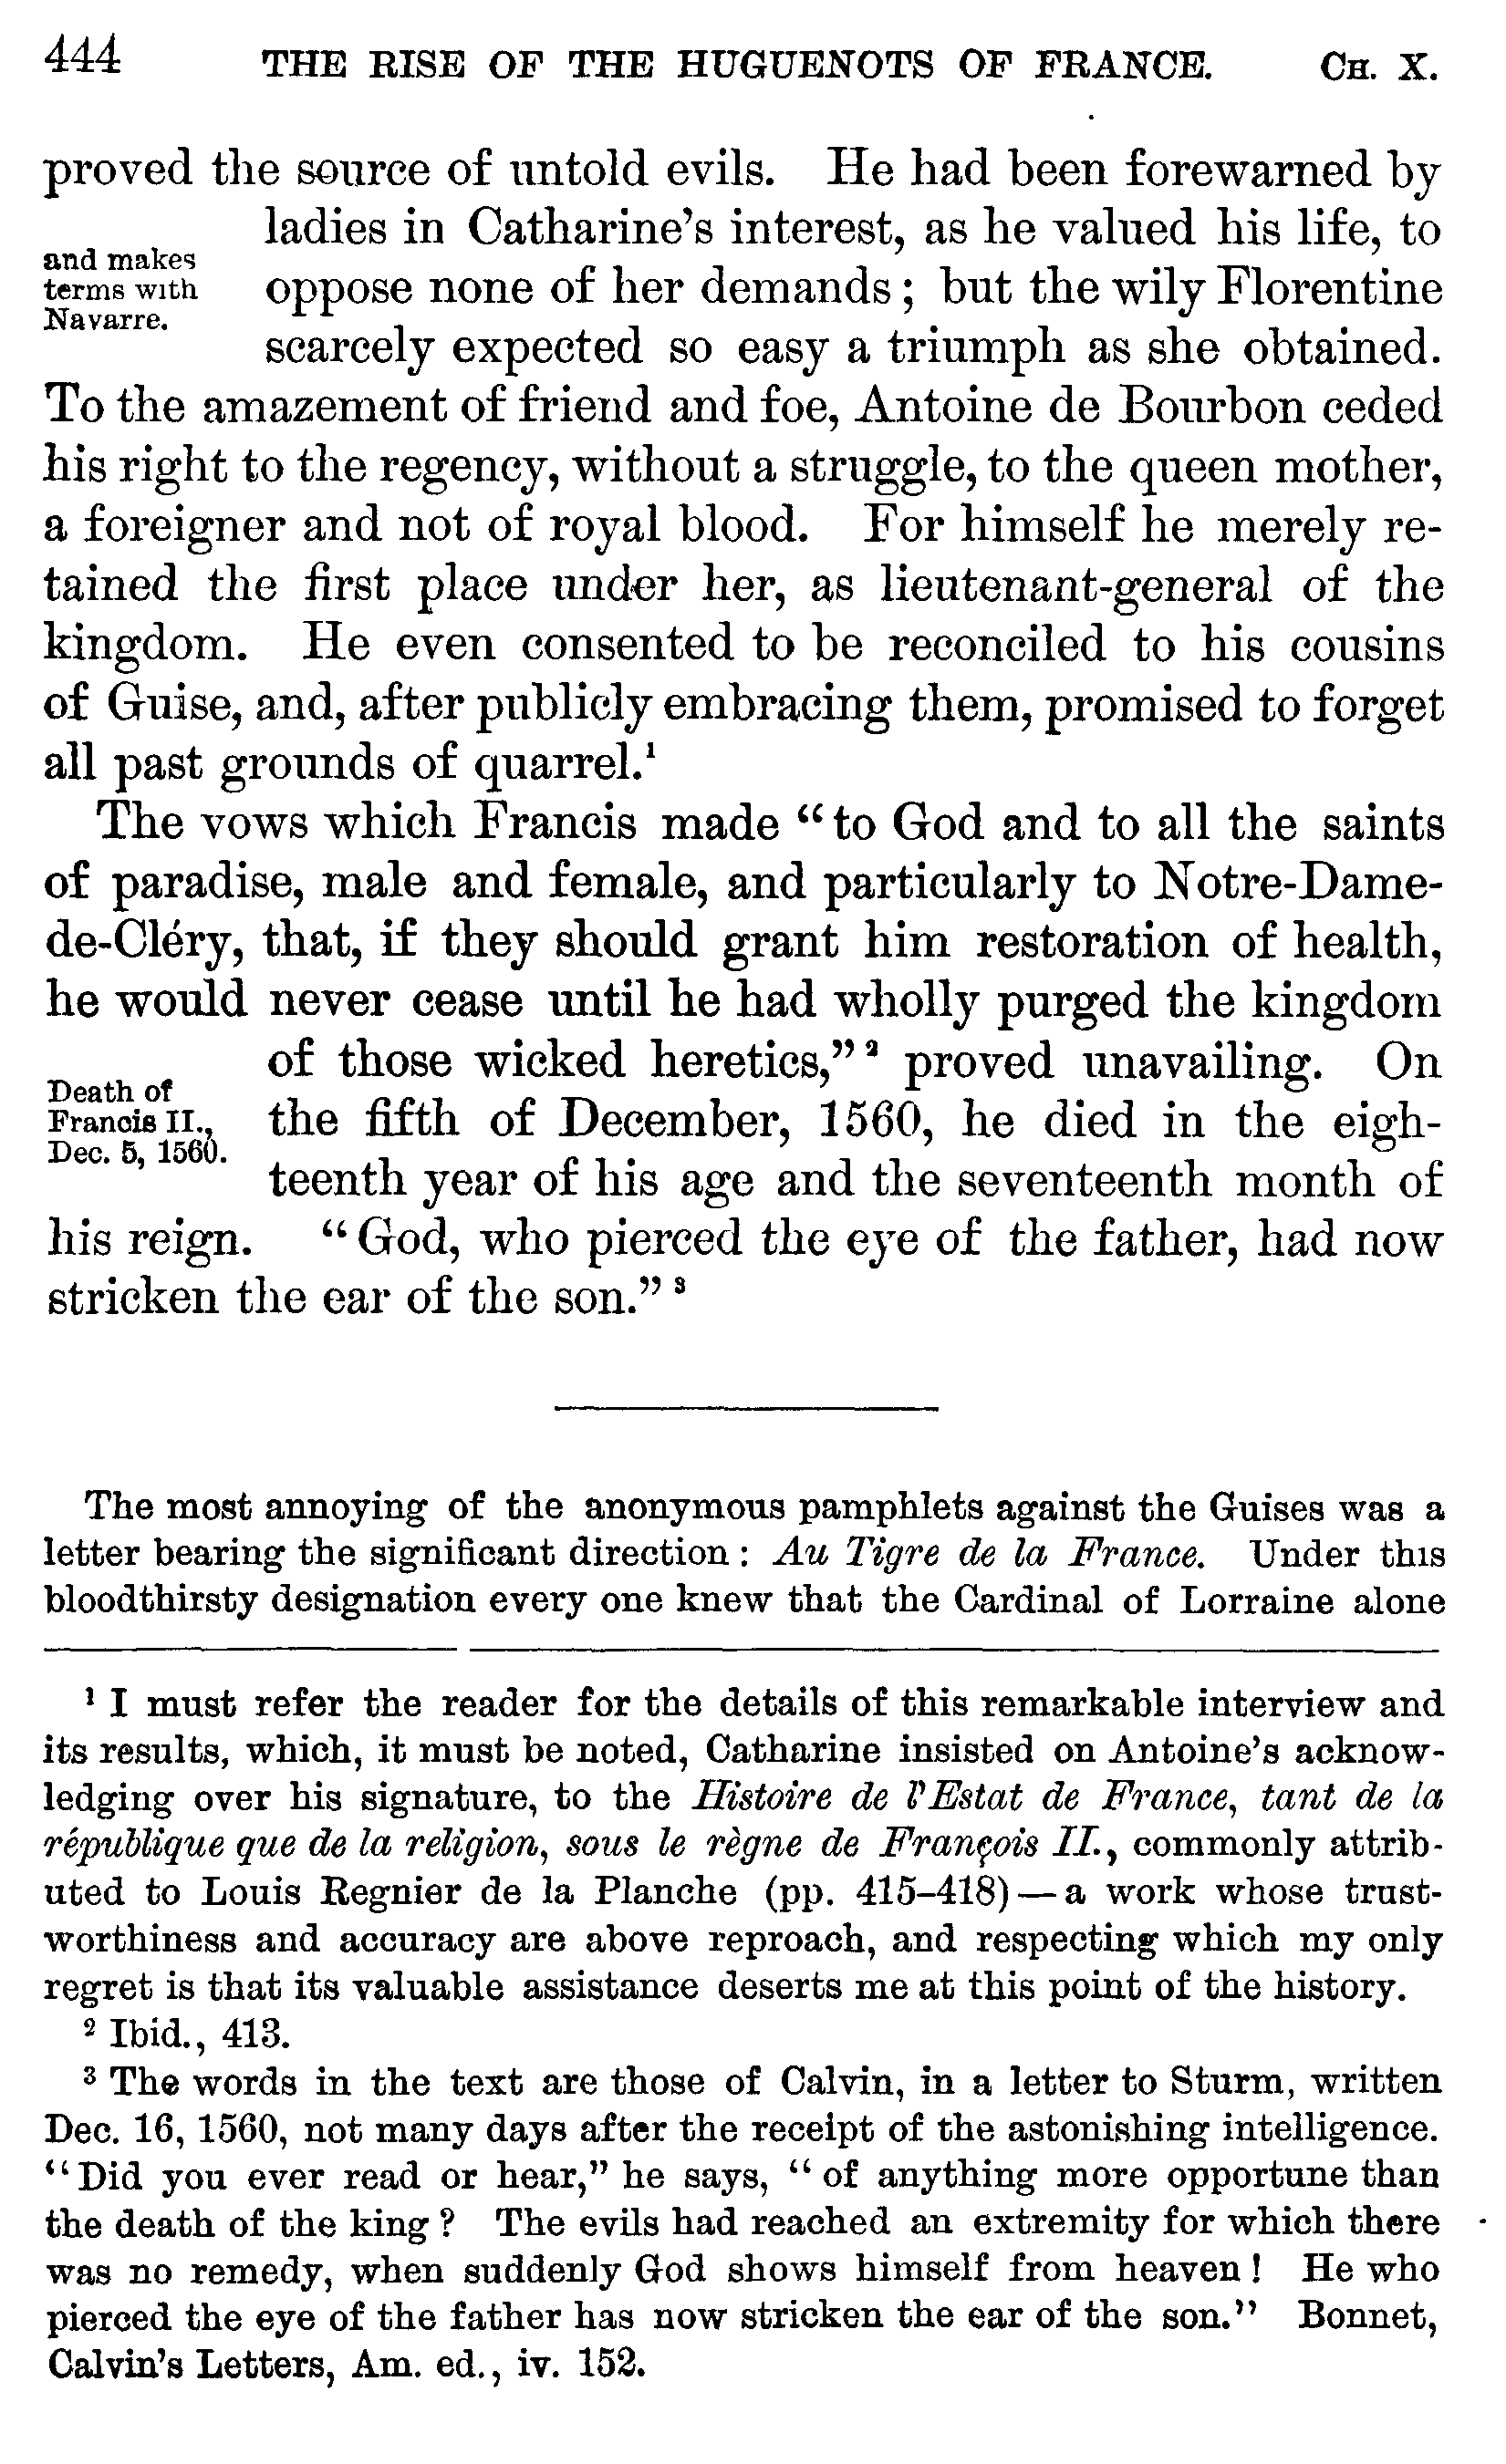 444 THE RISE OF THE HUGUENOTS OF FRANCE. CH. X.
proved the source of untold evils. He had been forewarned by
ladies in Catharine's interest, as he valued his life, to
and makes
terms with
Navarre.
oppose none of her demands; but the wily Florentine
scarcely expected so easy a triumph as she obtained.
To the amazement of friend and foe, Antoine de Bourbon ceded
his right to the regency, without a struggle, to the queen mother,
a foreigner and not of royal blood. For himself he merely re-
tained the first place under her, as lieutenant-general of the
kingdom. He even consented to be reconciled to his cousins
of Guise, and, after publicly embracing them, promised to forget
all past grounds of quarrel.¹
The vows which Francis made "to God and to all the saints
of paradise, male and female, and particularly to Notre-Dame-
de-Cléry, that, if they should grant him restoration of health,
he would never cease until he had wholly purged the kingdom
of those wicked heretics,"² proved unavailing. On
Death of
Francis II.,
Dec. 5, 1560.
the fifth of December, 1560, he died in the eigh-
teenth year of his age and the seventeenth month of
his reign. "God, who pierced the eye of the father, had now
stricken the ear of the son."³
The most annoying of the anonymous pamphlets against the Guises was a
letter bearing the significant direction: Au Tigre de la France. Under this
bloodthirsty designation every one knew that the Cardinal of Lorraine alone
¹ I must refer the reader for the details of this remarkable interview and
its results, which, it must be noted, Catharine insisted on Antoine's acknow-
ledging over his signature, to the Histoire de l'Estat de France, tant de la
république que de la religion, sous le règne de François II., commonly attrib-
uted to Louis Regnier de la Planche (pp. 415–418)—a work whose trust-
worthiness and accuracy are above reproach, and respecting which my only
regret is that its valuable assistance deserts me at this point of the history.
² Ibid., 413.
³ The words in the text are those of Calvin, in a letter to Sturm, written
Dec. 16, 1560, not many days after the receipt of the astonishing intelligence.
"Did you ever read or hear," he says, "of anything more opportune than
the death of the king? The evils had reached an extremity for which there
was no remedy, when suddenly God shows himself from heaven! He who
pierced the eye of the father has now stricken the ear of the son." Bonnet,
Calvin's Letters, Am. ed., iv. 152.